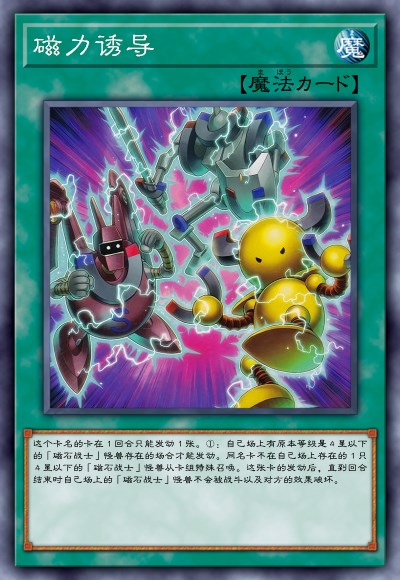 磁力诱导
魔
【魔法カード】
这个卡名的卡在１回合只能发动１张。①：自己场上有原本等级是４星以下
的「磁石战士」怪兽存在的场合才能发动。同名卡不在自己场上存在的１只
４星以下的「磁石战士」怪兽从卡组特殊召唤。这张卡的发动后，直到回合
结束时自己场上的「磁石战士」怪兽不会被战斗以及对方的效果破坏。